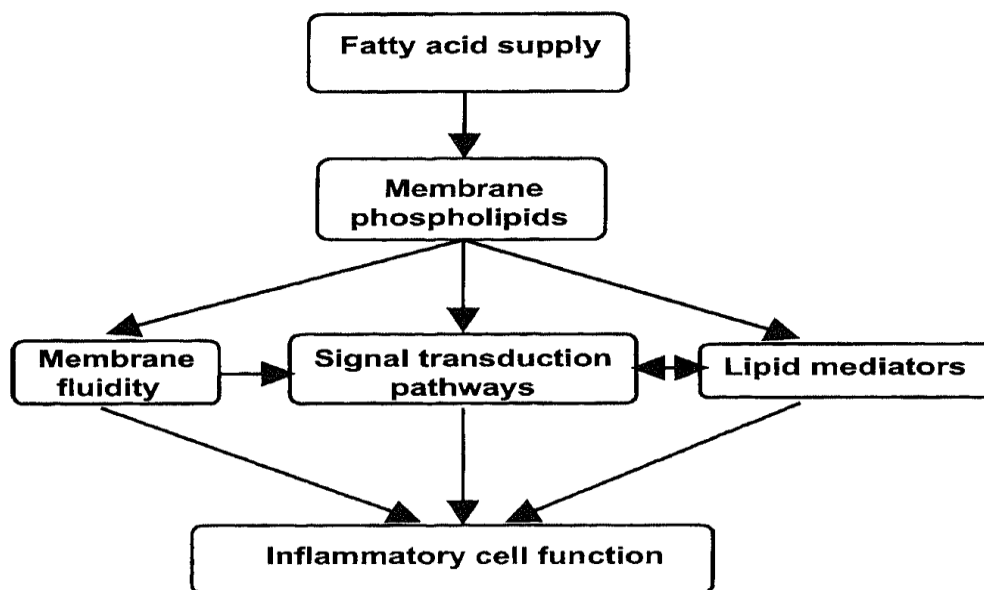 Fatty acid supply
Membrane
phospholipids
Membrane
fluidity
Signal transduction
pathways
Lipid mediators
Inflammatory cell function